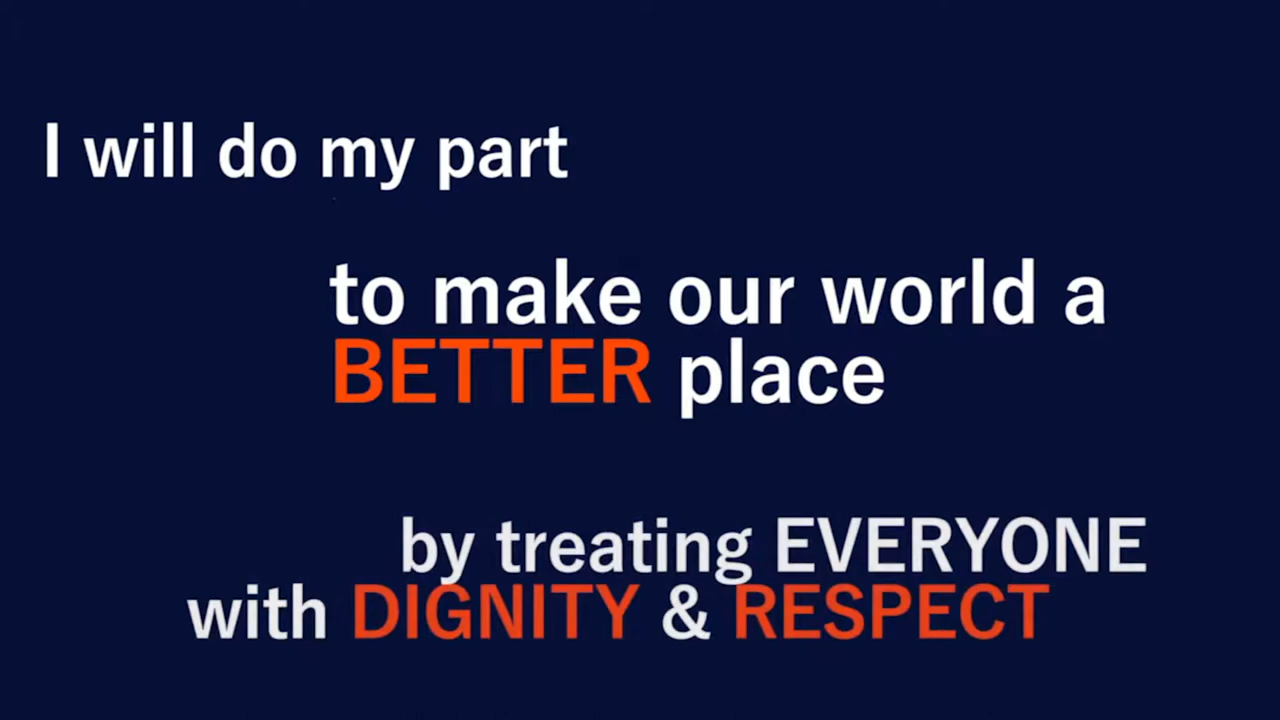 I will do my part
to make our world a
BETTER place
by treating EVERYONE
with DIGNITY & RESPECT